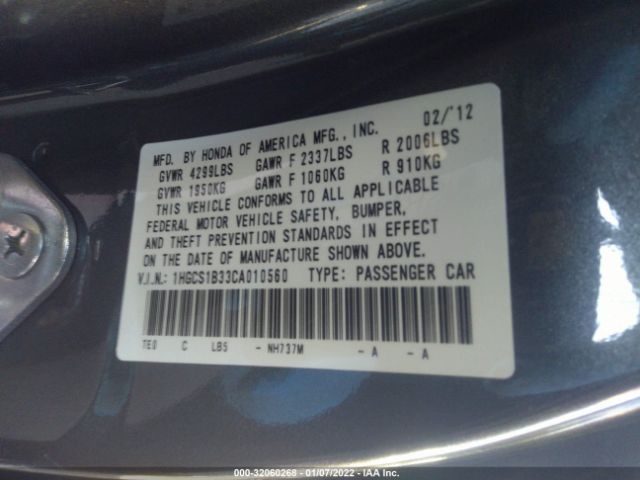 MFD. BY HONDA OF AMERICA MFG., INC. 02/'12
GVWR 4299LBS GAWR F 2337LBS R 2006LBS
GVWR 1950KG GAWR F 1060KG R 910KG
THIS VEHICLE CONFORMS TO ALL APPLICABLE
FEDERAL MOTOR VEHICLE SAFETY, BUMPER,
AND THEFT PREVENTION STANDARDS IN EFFECT
ON THE DATE OF MANUFACTURE SHOWN ABOVE.
V.I.N.: 1HGCS1B33CA010560 TYPE: PASSENGER CAR
TE0 C LB5 - NH737M - A - A
000-32060268 - 01/07/2022 - IAA Inc.